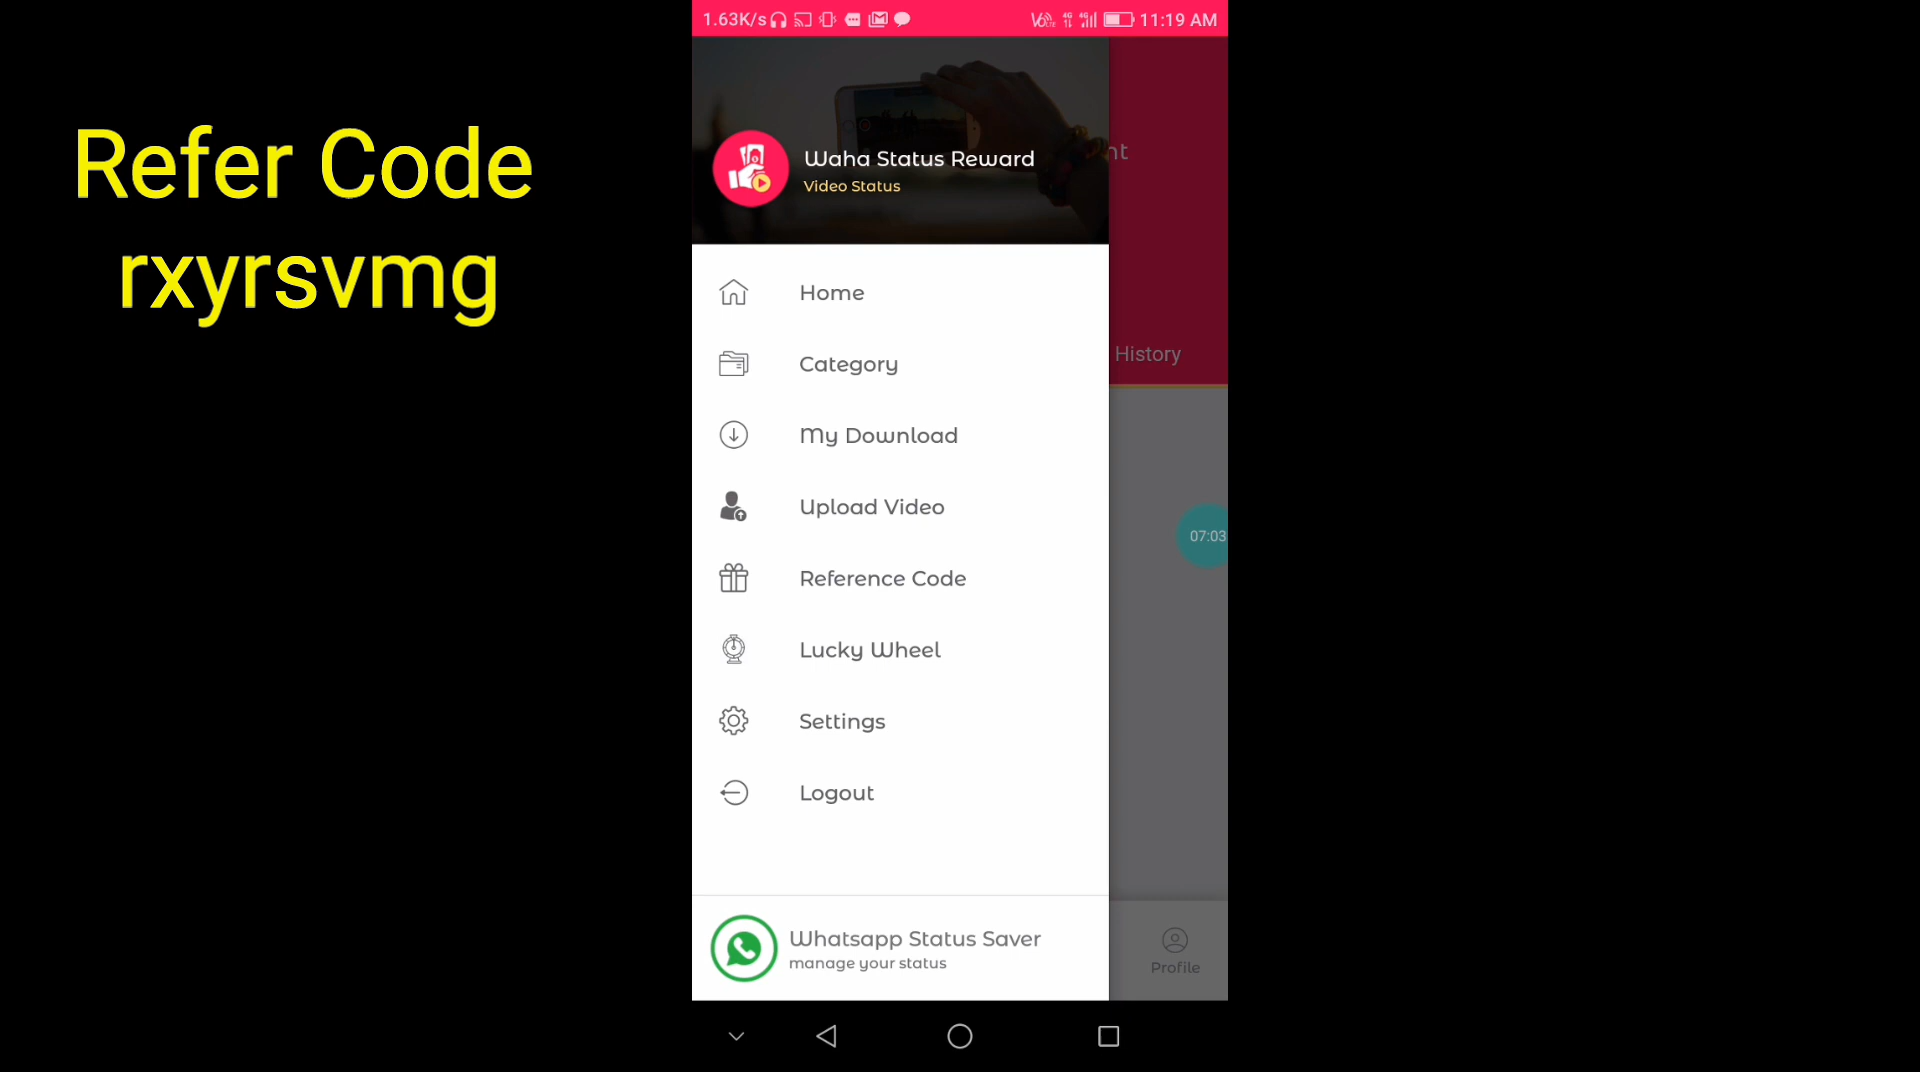 Refer Code
rxyrsvmg
1.63K/s
11:19 AM
Waha Status Reward
Video Status
nt
Home
History
Category
My Download
Upload Video
07:03
Reference Code
Lucky Wheel
Settings
Logout
Whatsapp Status Saver
manage your status
Profile